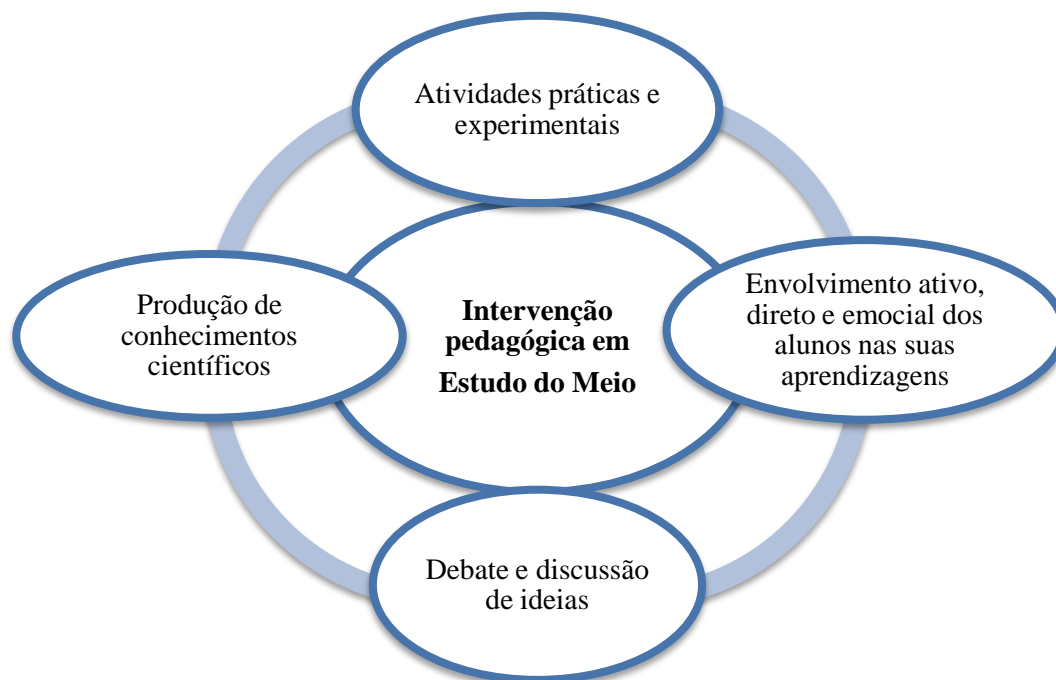 Atividades práticas e
experimentais
Produção de
conhecimentos
científicos
Intervenção
pedagógica em
Estudo do Meio
Envolvimento ativo,
direto e emocial dos
alunos nas suas
aprendizagens
Debate e discussão
de ideias